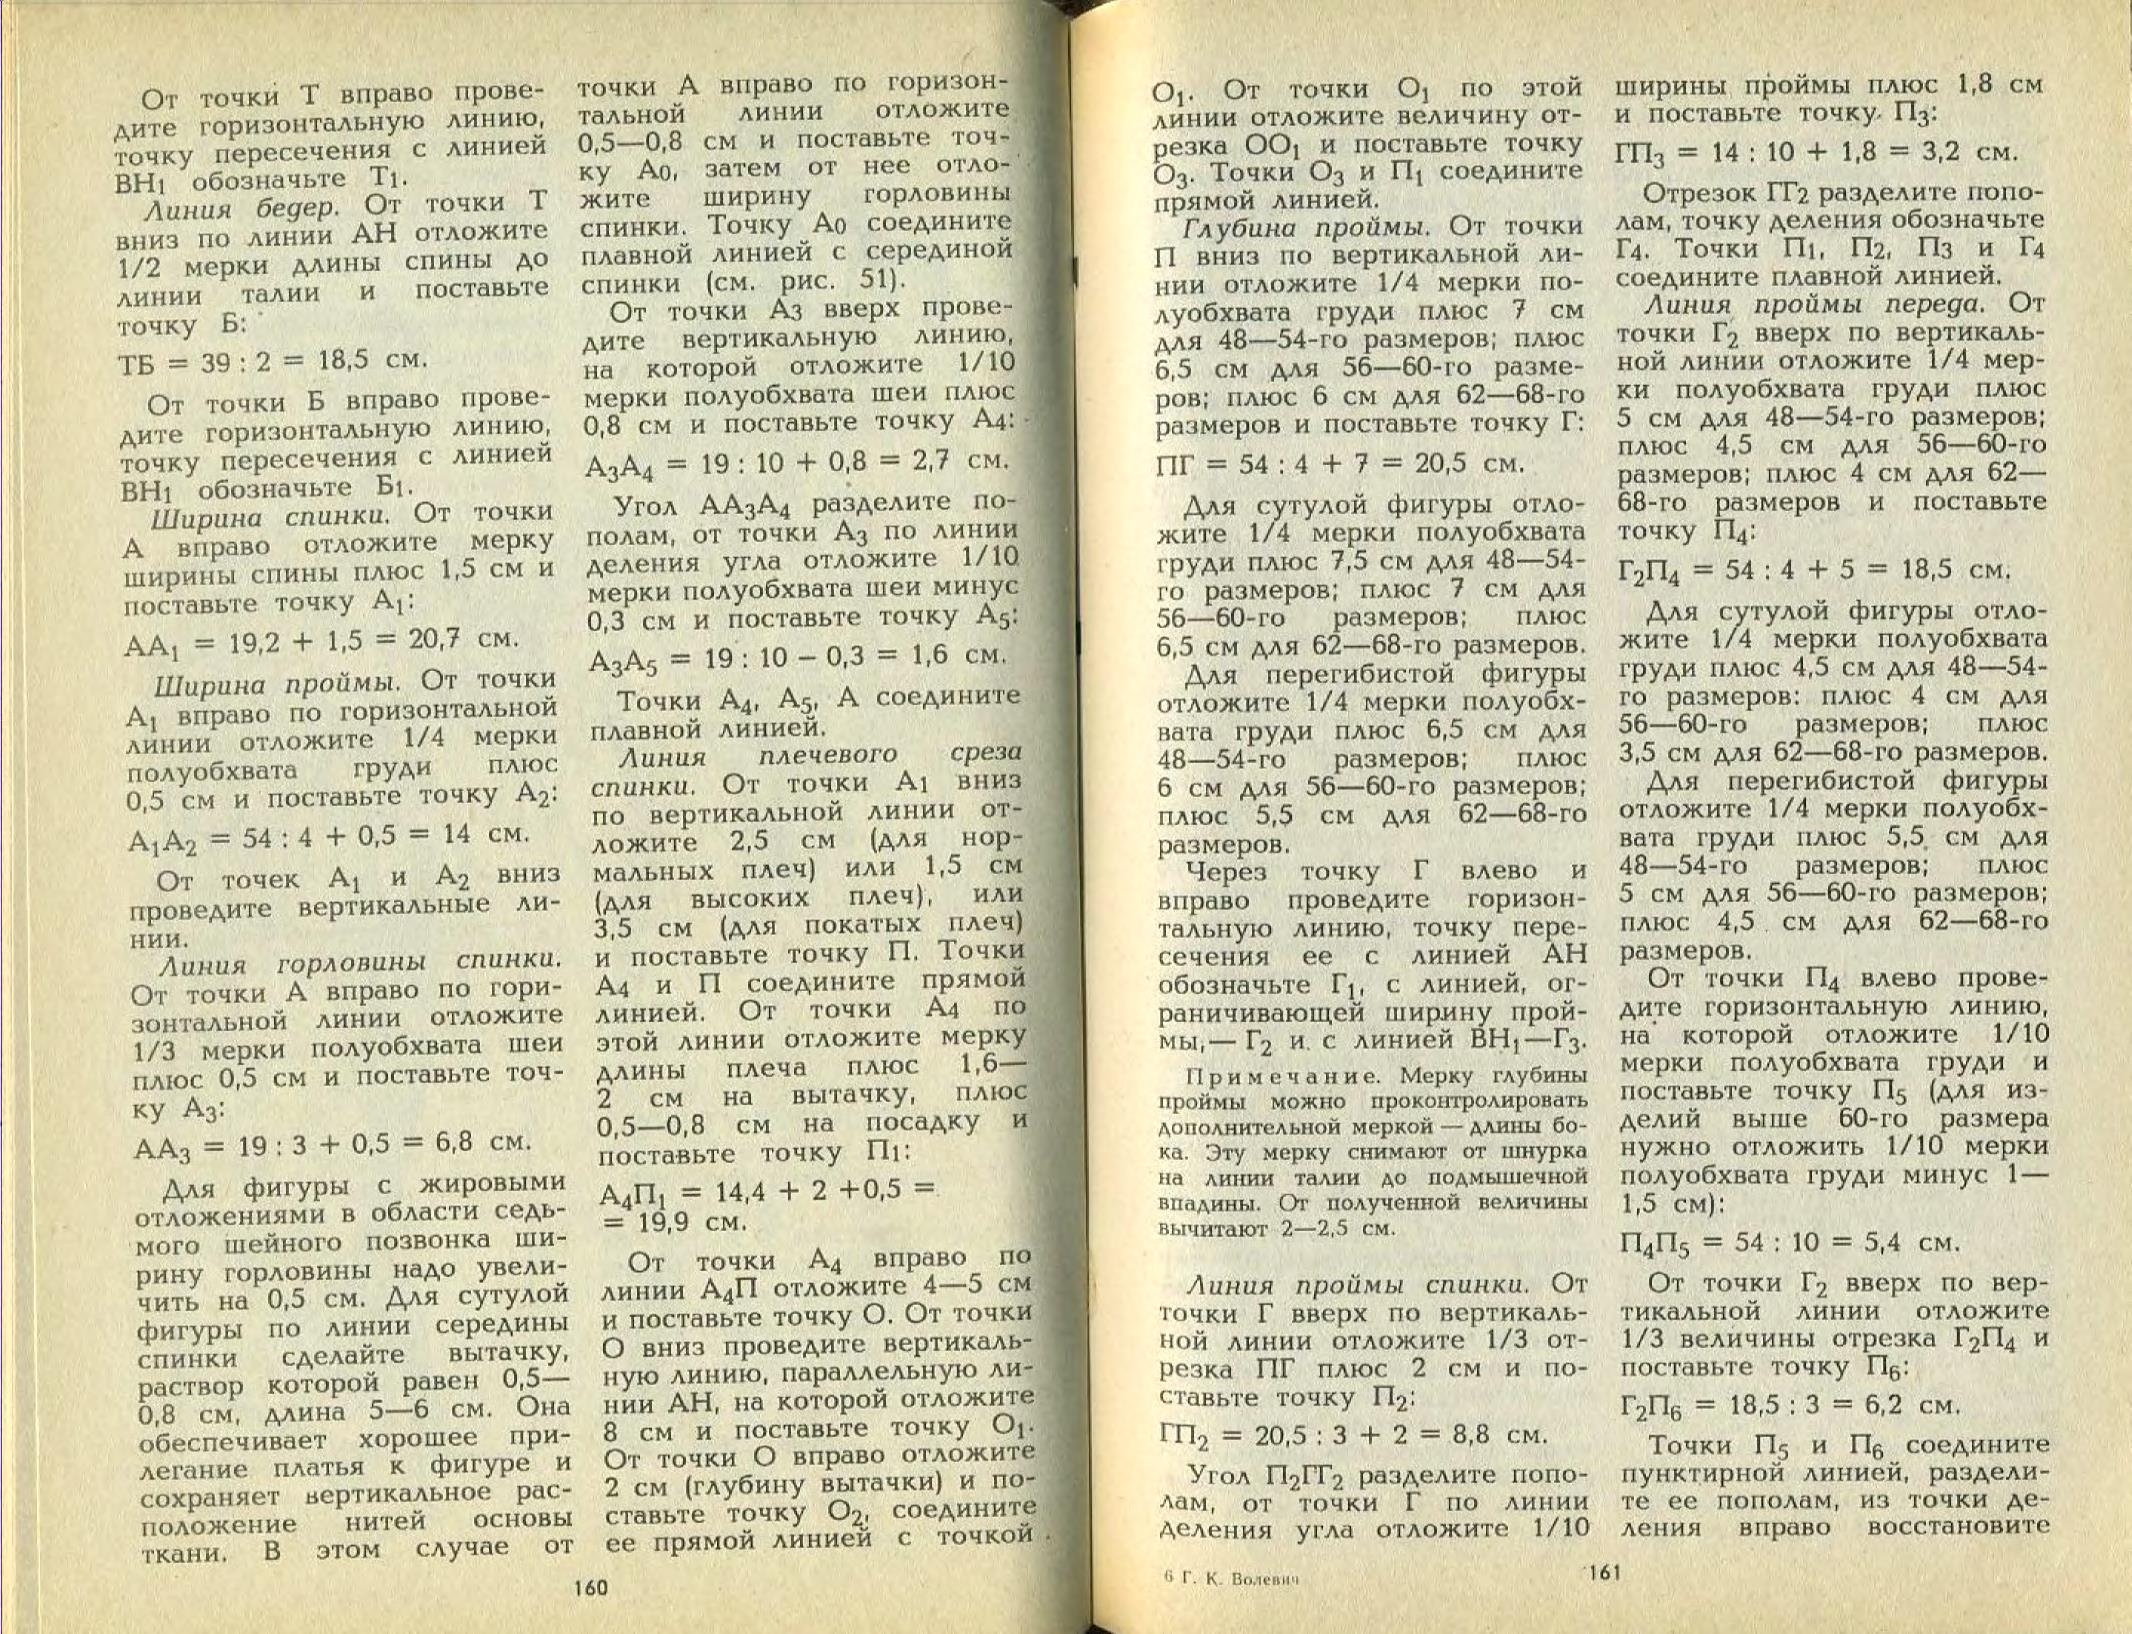 От точки Т вправо прове-
дите горизонтальную линию,
точку пересечения с линией
ВН₁ обозначьте Т₁.
Линия бедер. От точки Т
вниз по линии АН отложите
1/2 мерки длины спины до
линии талии и поставьте
точку Б:
ТБ = 39 : 2 = 18,5 см.
От точки Б вправо прове-
дите горизонтальную линию,
точку пересечения с линией
ВН₁ обозначьте Б₁.
Ширина спинки. От точки
А вправо отложите мерку
ширины спины плюс 1,5 см и
поставьте точку А₁:
АА₁ = 19,2 + 1,5 = 20,7 см.
Ширина проймы. От точки
А₁ вправо по горизонтальной
линии отложите 1/4 мерки
полуобхвата груди плюс
0,5 см и поставьте точку А₂:
А₁А₂ = 54 : 4 + 0,5 = 14 см.
От точек А₁ и А₂ вниз
проведите вертикальные ли-
нии.
Линия горловины спинки.
От точки А вправо по гори-
зонтальной линии отложите
1/3 мерки полуобхвата шеи
плюс 0,5 см и поставьте точ-
ку А₃:
АА₃ = 19 : 3 + 0,5 = 6,8 см.
Для фигуры с жировыми
отложениями в области седь-
мого шейного позвонка ши-
рину горловины надо увели-
чить на 0,5 см. Для сутулой
фигуры по линии середины
спинки сделайте вытачку,
раствор которой равен 0,5—
0,8 см, длина 5—6 см. Она
обеспечивает хорошее при-
легание платья к фигуре и
сохраняет вертикальное рас-
положение нитей основы
ткани. В этом случае от
точки А вправо по горизон-
тальной линии отложите
0,5—0,8 см и поставьте точ-
ку А₀, затем от нее отло-
жите ширину горловины
спинки. Точку А₀ соедините
плавной линией с серединой
спинки (см. рис. 51).
От точки А₃ вверх прове-
дите вертикальную линию,
на которой отложите 1/10
мерки полуобхвата шеи плюс
0,8 см и поставьте точку А₄:
А₃А₄ = 19 : 10 + 0,8 = 2,7 см.
Угол АА₃А₄ разделите по-
полам, от точки А₃ по линии
деления угла отложите 1/10
мерки полуобхвата шеи минус
0,3 см и поставьте точку А₅:
А₃А₅ = 19 : 10 − 0,3 = 1,6 см.
Точки А₄, А₅, А соедините
плавной линией.
Линия плечевого среза
спинки. От точки А₁ вниз
по вертикальной линии от-
ложите 2,5 см (для нор-
мальных плеч) или 1,5 см
(для высоких плеч), или
3,5 см (для покатых плеч)
и поставьте точку П. Точки
А₄ и П соедините прямой
линией. От точки А₄ по
этой линии отложите мерку
длины плеча плюс 1,6—
2 см на вытачку, плюс
0,5—0,8 см на посадку и
поставьте точку П₁:
А₄П₁ = 14,4 + 2 +0,5 =
= 19,9 см.
От точки А₄ вправо по
линии А₄П отложите 4—5 см
и поставьте точку О. От точки
О вниз проведите вертикаль-
ную линию, параллельную ли-
нии АН, на которой отложите
8 см и поставьте точку О₁.
От точки О вправо отложите
2 см (глубину вытачки) и по-
ставьте точку О₂, соедините
ее прямой линией с точкой
160
О₁. От точки О₁ по этой
линии отложите величину от-
резка ОО₁ и поставьте точку
О₃. Точки О₃ и П₁ соедините
прямой линией.
Глубина проймы. От точки
П вниз по вертикальной ли-
нии отложите 1/4 мерки по-
луобхвата груди плюс 7 см
для 48—54-го размеров; плюс
6,5 см для 56—60-го разме-
ров; плюс 6 см для 62—68-го
размеров и поставьте точку Г:
ПГ = 54 : 4 + 7 = 20,5 см.
Для сутулой фигуры отло-
жите 1/4 мерки полуобхвата
груди плюс 7,5 см для 48—54-
го размеров; плюс 7 см для
56—60-го размеров; плюс
6,5 см для 62—68-го размеров.
Для перегибистой фигуры
отложите 1/4 мерки полуобх-
вата груди плюс 6,5 см для
48—54-го размеров; плюс
6 см для 56—60-го размеров;
плюс 5,5 см для 62—68-го
размеров.
Через точку Г влево и
вправо проведите горизон-
тальную линию, точку пере-
сечения ее с линией АН
обозначьте Г₁, с линией, ог-
раничивающей ширину прой-
мы,— Г₂ и с линией ВН₁—Г₃.
Примечание. Мерку глубины
проймы можно проконтролировать
дополнительной меркой — длины бо-
ка. Эту мерку снимают от шнурка
на линии талии до подмышечной
впадины. От полученной величины
вычитают 2—2,5 см.
Линия проймы спинки. От
точки Г вверх по вертикаль-
ной линии отложите 1/3 от-
резка ПГ плюс 2 см и по-
ставьте точку П₂:
ГП₂ = 20,5 : 3 + 2 = 8,8 см.
Угол П₂ГГ₂ разделите попо-
лам, от точки Г по линии
деления угла отложите 1/10
6 Г. К. Волевич
ширины проймы плюс 1,8 см
и поставьте точку П₃:
ГП₃ = 14 : 10 + 1,8 = 3,2 см.
Отрезок ГГ₂ разделите попо-
лам, точку деления обозначьте
Г₄. Точки П₁, П₂, П₃ и Г₄
соедините плавной линией.
Линия проймы переда. От
точки Г₂ вверх по вертикаль-
ной линии отложите 1/4 мер-
ки полуобхвата груди плюс
5 см для 48—54-го размеров;
плюс 4,5 см для 56—60-го
размеров; плюс 4 см для 62—
68-го размеров и поставьте
точку П₄:
Г₂П₄ = 54 : 4 + 5 = 18,5 см.
Для сутулой фигуры отло-
жите 1/4 мерки полуобхвата
груди плюс 4,5 см для 48—54-
го размеров: плюс 4 см для
56—60-го размеров; плюс
3,5 см для 62—68-го размеров.
Для перегибистой фигуры
отложите 1/4 мерки полуобх-
вата груди плюс 5,5 см для
48—54-го размеров; плюс
5 см для 56—60-го размеров;
плюс 4,5 см для 62—68-го
размеров.
От точки П₄ влево прове-
дите горизонтальную линию,
на которой отложите 1/10
мерки полуобхвата груди и
поставьте точку П₅ (для из-
делий выше 60-го размера
нужно отложить 1/10 мерки
полуобхвата груди минус 1—
1,5 см):
П₄П₅ = 54 : 10 = 5,4 см.
От точки Г₂ вверх по вер-
тикальной линии отложите
1/3 величины отрезка Г₂П₄ и
поставьте точку П₆:
Г₂П₆ = 18,5 : 3 = 6,2 см.
Точки П₅ и П₆ соедините
пунктирной линией, раздели-
те ее пополам, из точки де-
ления вправо восстановите
161